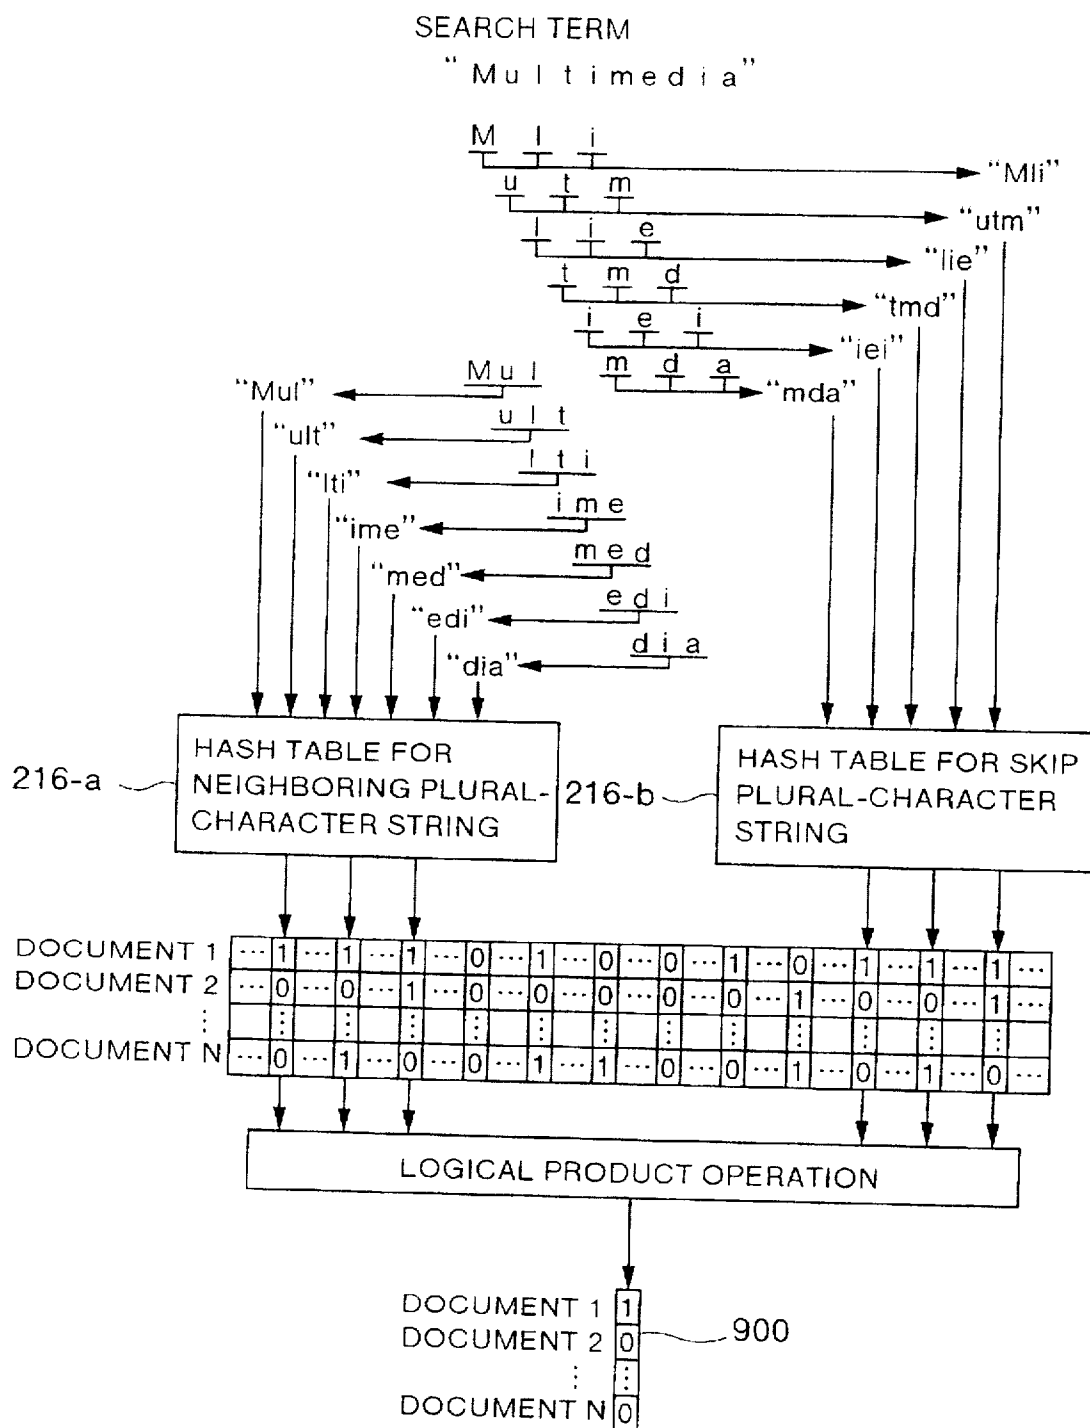 SEARCH TERM
"Multimedia"
M l i
"Mli"
u t m
"utm"
l i e
"lie"
t m d
"tmd"
i e i
"iei"
m d a
"mda"
Mul
"Mul"
ult
"ult"
lti
"lti"
ime
"ime"
med
"med"
edi
"edi"
dia
"dia"
216-a
HASH TABLE FOR
NEIGHBORING PLURAL-
CHARACTER STRING
216-b
HASH TABLE FOR SKIP
PLURAL-CHARACTER
STRING
DOCUMENT 1 ... 1 ... 1 ... 1 ... 0 ... 1 ... 0 ... 0 ... 1 ... 0 ... 1 ... 1 ... 1 ...
DOCUMENT 2 ... 0 ... 0 ... 1 ... 0 ... 0 ... 0 ... 0 ... 0 ... 1 ... 0 ... 0 ... 1 ...
⋮ ⋮ ⋮ ⋮ ⋮ ⋮ ⋮ ⋮ ⋮ ⋮ ⋮ ⋮ ⋮
DOCUMENT N ... 0 ... 1 ... 0 ... 0 ... 1 ... 1 ... 0 ... 0 ... 1 ... 0 ... 1 ... 0 ...
LOGICAL PRODUCT OPERATION
DOCUMENT 1 1
DOCUMENT 2 0
900
⋮ ⋮
DOCUMENT N 0